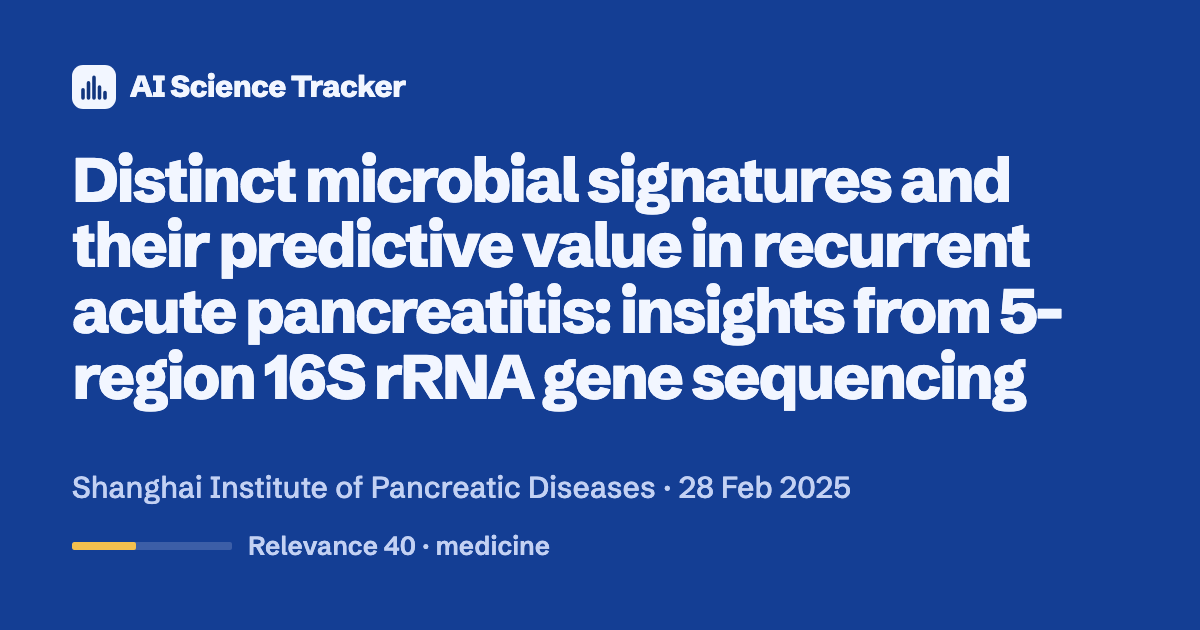 AI Science Tracker
Distinct microbial signatures and
their predictive value in recurrent
acute pancreatitis: insights from 5-
region 16S rRNA gene sequencing
Shanghai Institute of Pancreatic Diseases · 28 Feb 2025
Relevance 40 · medicine